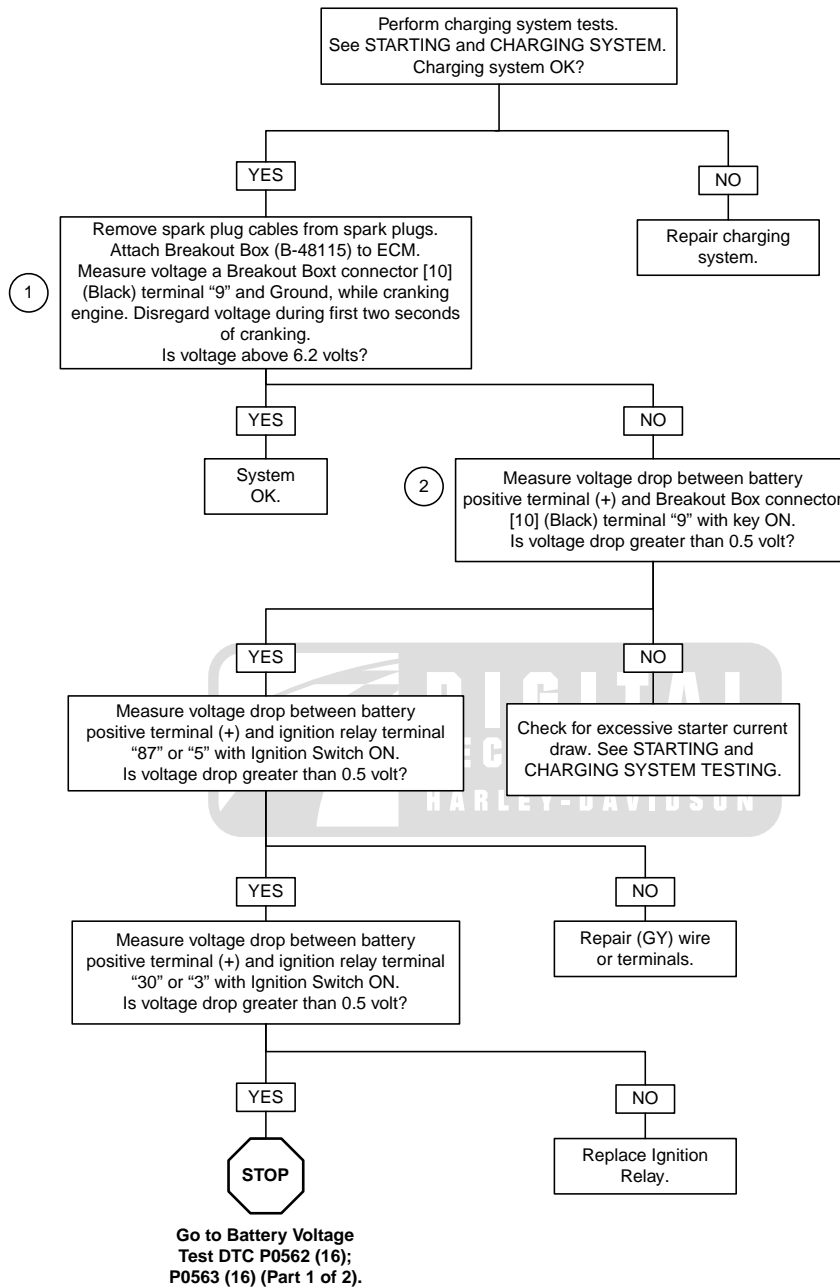 Perform charging system tests.
See STARTING and CHARGING SYSTEM.
Charging system OK?
YES
NO
Remove spark plug cables from spark plugs.
Attach Breakout Box (B-48115) to ECM.
Measure voltage a Breakout Boxt connector [10]
(Black) terminal “9” and Ground, while cranking
engine. Disregard voltage during first two seconds
of cranking.
Is voltage above 6.2 volts?
1
Repair charging
system.
YES
NO
System
OK.
2
Measure voltage drop between battery
positive terminal (+) and Breakout Box connector
[10] (Black) terminal “9” with key ON.
Is voltage drop greater than 0.5 volt?
YES
NO
Measure voltage drop between battery
positive terminal (+) and ignition relay terminal
“87” or “5” with Ignition Switch ON.
Is voltage drop greater than 0.5 volt?
Check for excessive starter current
draw. See STARTING and
CHARGING SYSTEM TESTING.
DIGITAL
HARLEY-DAVIDSON
YES
NO
Measure voltage drop between battery
positive terminal (+) and ignition relay terminal
“30” or “3” with Ignition Switch ON.
Is voltage drop greater than 0.5 volt?
Repair (GY) wire
or terminals.
YES
NO
STOP
Replace Ignition
Relay.
Go to Battery Voltage
Test DTC P0562 (16);
P0563 (16) (Part 1 of 2).